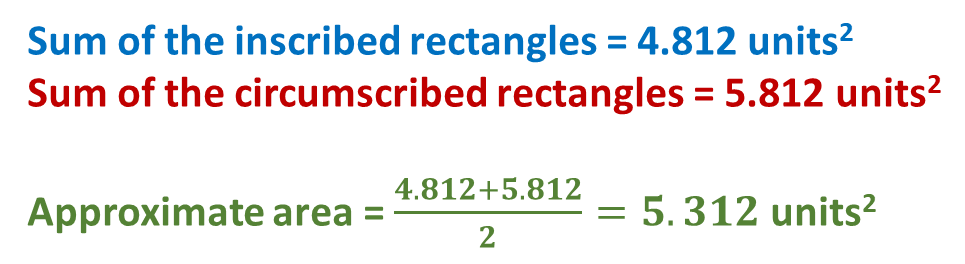 Sum of the inscribed rectangles = 4.812 units²
Sum of the circumscribed rectangles = 5.812 units²
Approximate area = \frac{4.812+5.812}{2} = 5.312 units²